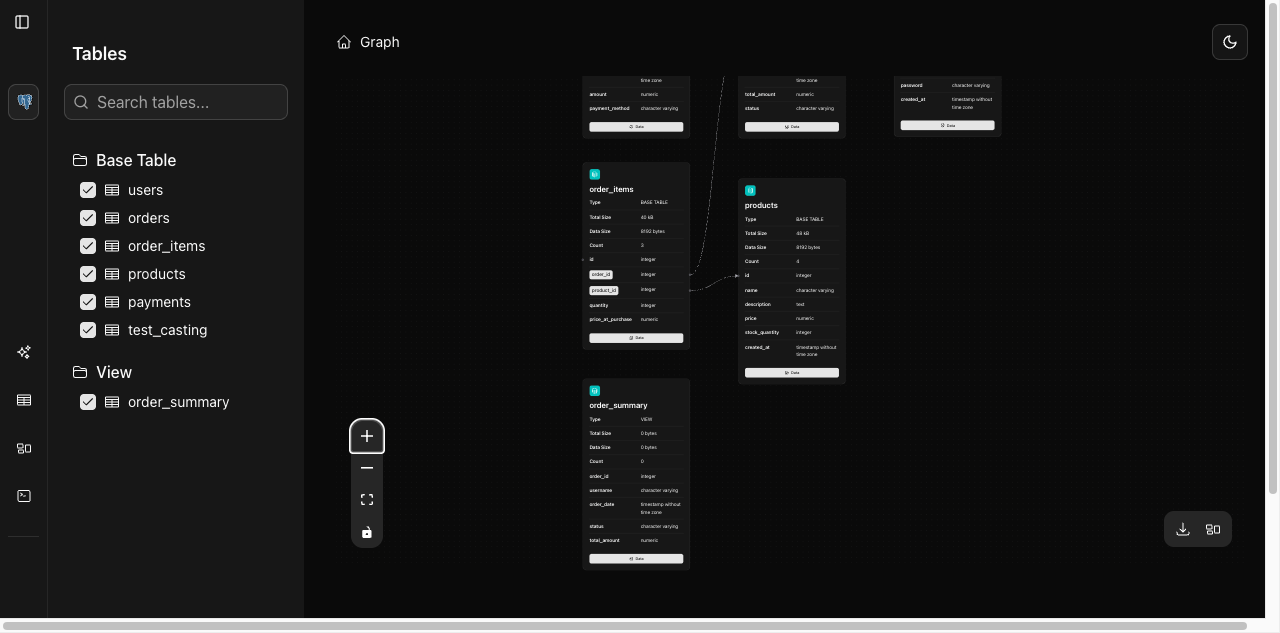 Tables
Search tables...
Base Table
users
orders
order_items
products
payments
test_casting
View
order_summary
Graph
time zone
amount numeric
payment_method character varying
Data
time zone
total_amount numeric
status character varying
Data
password character varying
created_at timestamp without
time zone
Data
order_items
Type BASE TABLE
Total Size 40 kB
Data Size 8192 bytes
Count 3
id integer
order_id integer
product_id integer
quantity integer
price_at_purchase numeric
Data
products
Type BASE TABLE
Total Size 48 kB
Data Size 8192 bytes
Count 4
id integer
name character varying
description text
price numeric
stock_quantity integer
created_at timestamp without
time zone
Data
order_summary
Type VIEW
Total Size 0 bytes
Data Size 0 bytes
Count 0
order_id integer
username character varying
order_date timestamp without
time zone
status character varying
total_amount numeric
Data